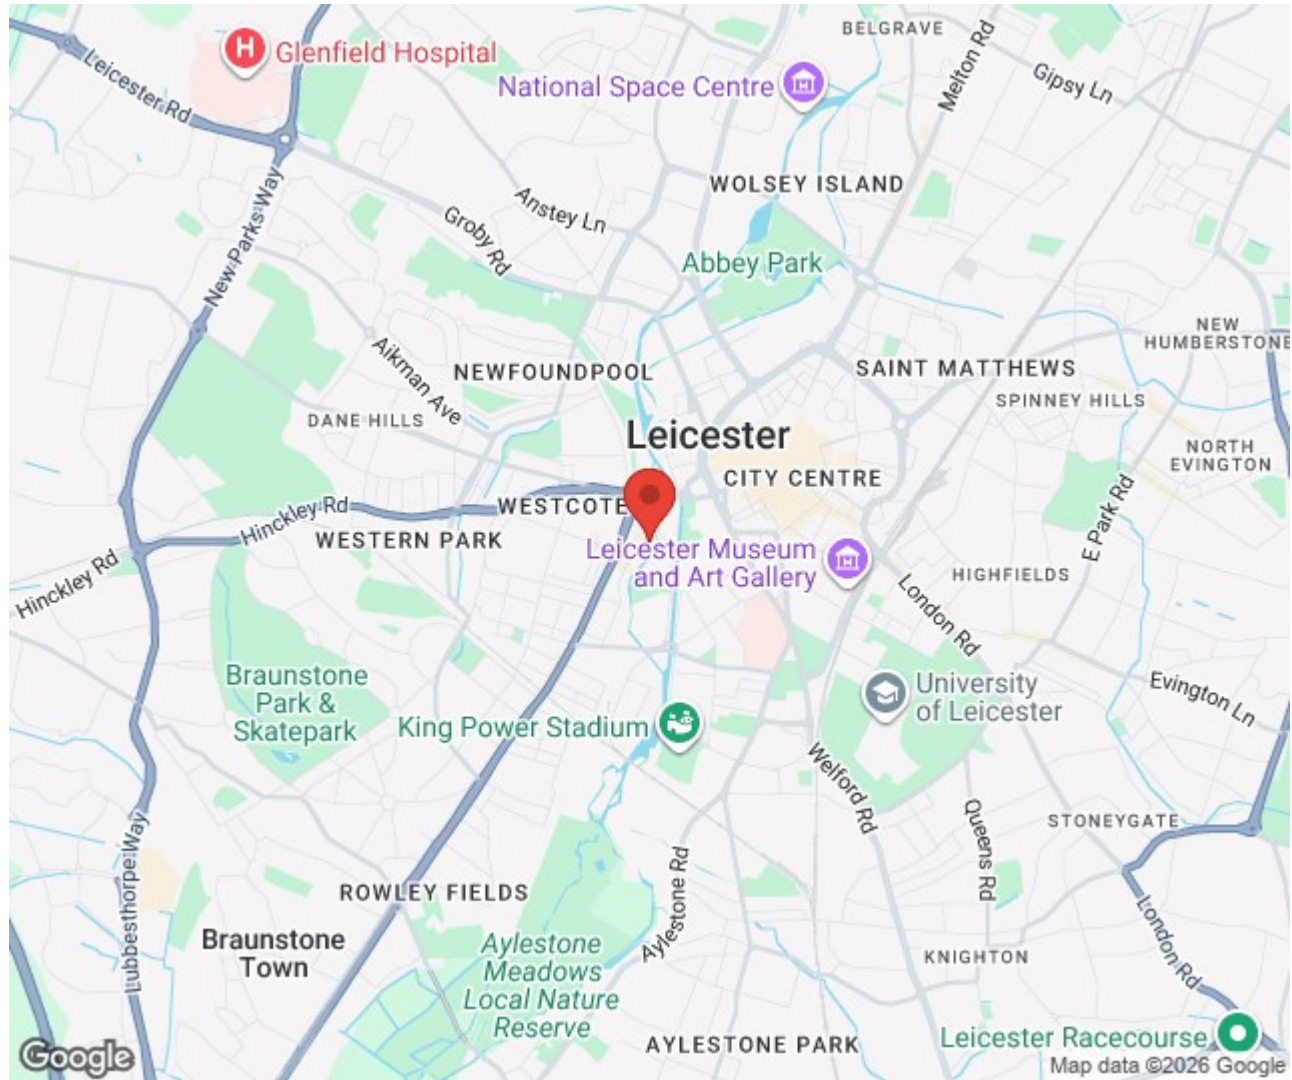 BELGRAVE
Glenfield Hospital
Melton Rd
Gipsy Ln
National Space Centre
Leicester Rd
WOLSEY ISLAND
Anstey Ln
Groby Rd
New Parks Way
Abbey Park
NEW
HUMBERSTONE
Aikman Ave
NEWFOUNDPOOL
SAINT MATTHEWS
SPINNEY HILLS
DANE HILLS
Leicester
NORTH
EVINGTON
CITY CENTRE
WESTCOTE
Hinckley Rd
E Park Rd
WESTERN PARK
Leicester Museum
and Art Gallery
Hinckley Rd
HIGHFIELDS
London Rd
Braunstone
Park &
Skatepark
University
of Leicester
Evington Ln
King Power Stadium
Welford Rd
Queens Rd
STONEYGATE
Lubbesthorpe Way
Aylestone Rd
ROWLEY FIELDS
London Rd
Braunstone
Town
Aylestone
Meadows
Local Nature
Reserve
KNIGHTON
AYLESTONE PARK
Leicester Racecourse
Google
Map data ©2026 Google